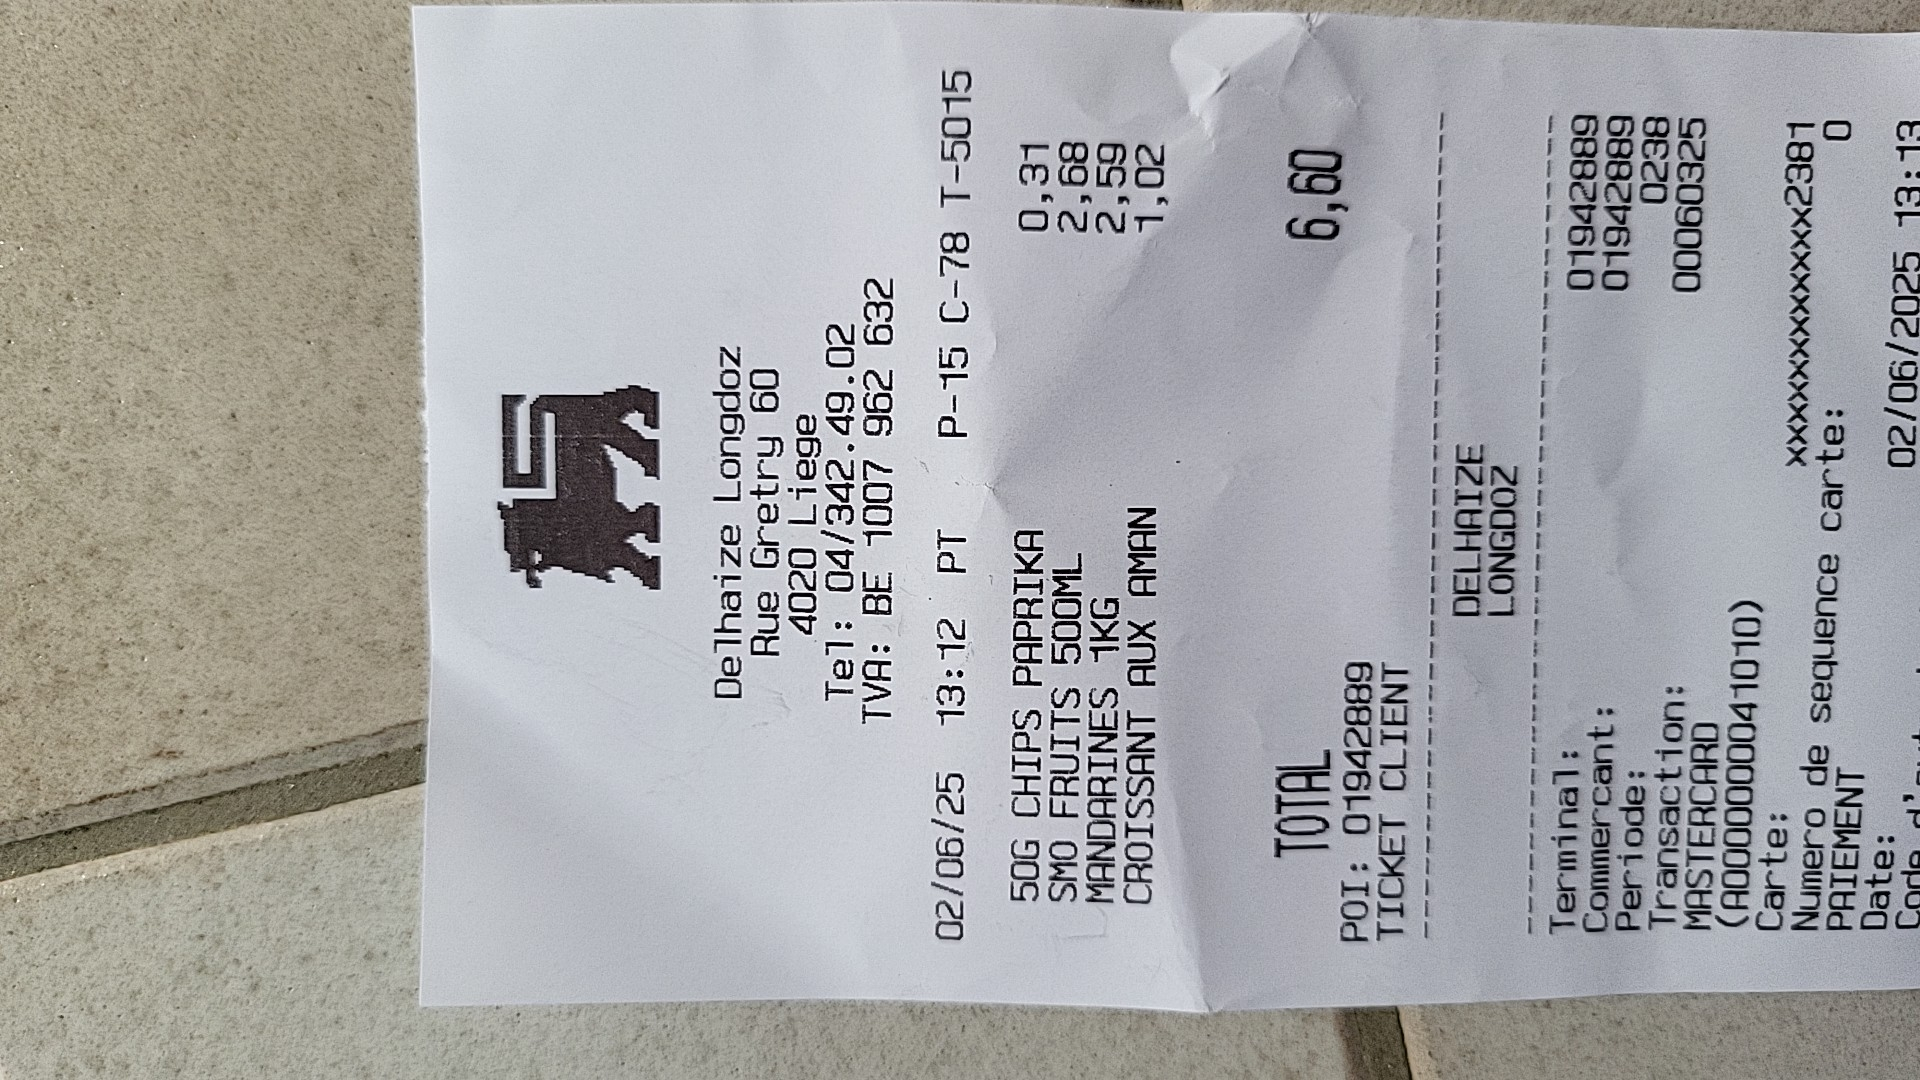 Delhaize Longdoz
Rue Gretry 60
4020 Liege
Tel: 04/342.49.02
TVA: BE 1007 962 632
02/06/25 13:12 PT P-15 C-78 T-5015
50G CHIPS PAPRIKA 0,31
SMO FRUITS 500ML 2,68
MANDARINES 1KG 2,59
CROISSANT AUX AMAN 1,02
TOTAL 6,60
POI: 01942889
TICKET CLIENT
DELHAIZE
LONGDOZ
Terminal: 01942889
Commercant: 01942889
Periode: 0238
Transaction: 00060325
MASTERCARD
(A0000000041010)
Carte: xxxxxxxxxxxxxxx2381
Numero de sequence carte: 0
PAIEMENT
Date: 02/06/2025 13:13